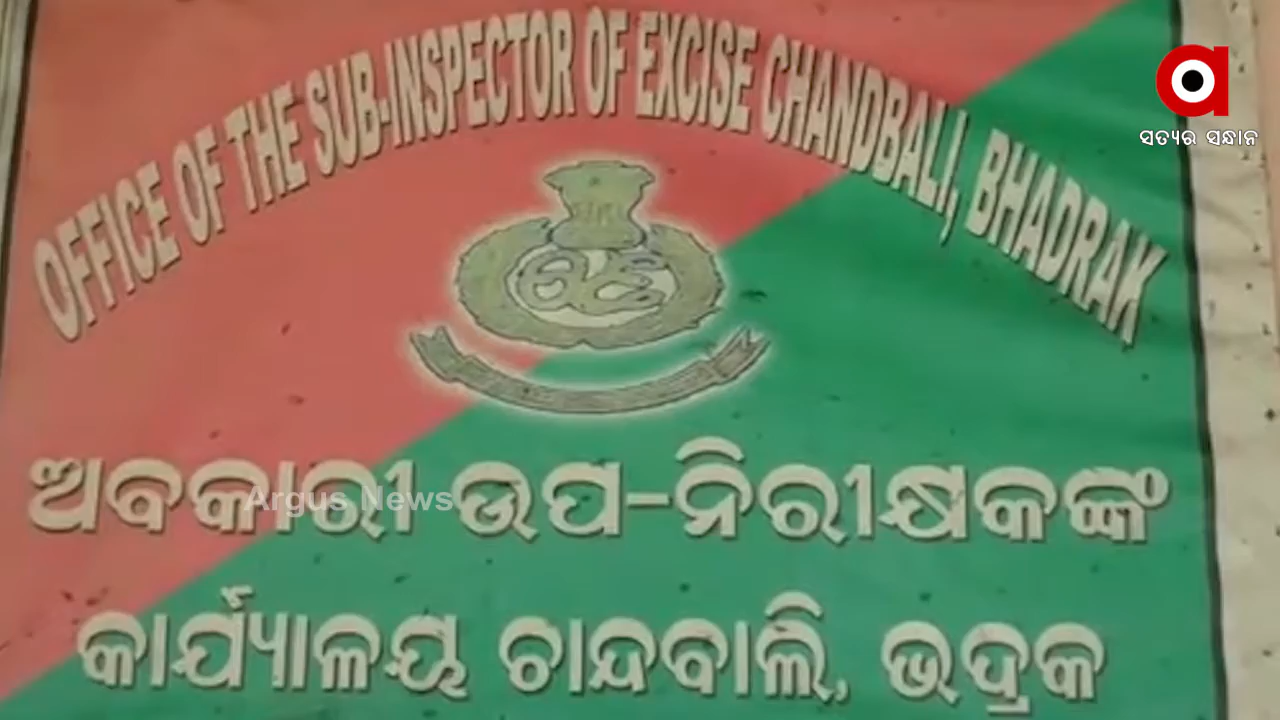 OFFICE OF THE SUB-INSPECTOR OF EXCISE CHANDBALI, BHADRAK
ସତ୍ୟର ସନ୍ଧାନ
ଅବକାରୀ ଉପ-ନିରୀକ୍ଷକଙ୍କ
Argus News
କାର୍ଯ୍ୟାଳୟ ଚାନ୍ଦବାଲି, ଭଦ୍ରକ